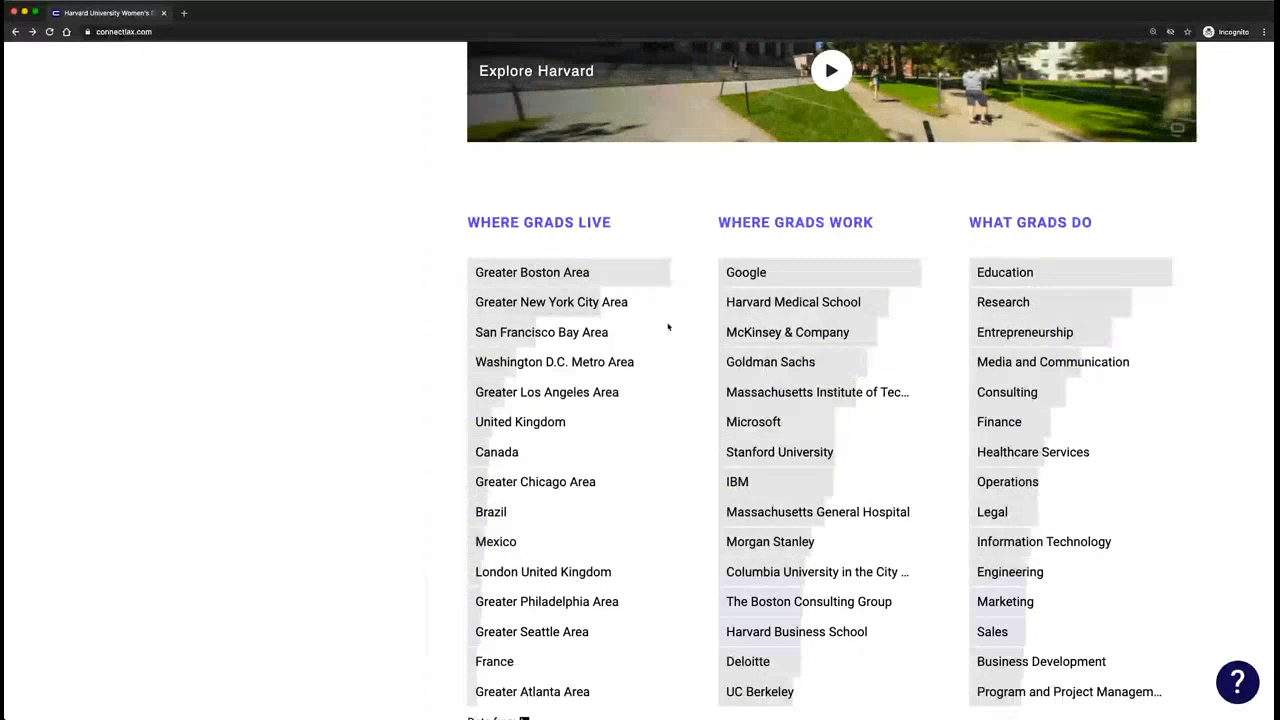 Harvard University Women's
connectlax.com
Incognito
Explore Harvard
WHERE GRADS LIVE
Greater Boston Area
Greater New York City Area
San Francisco Bay Area
Washington D.C. Metro Area
Greater Los Angeles Area
United Kingdom
Canada
Greater Chicago Area
Brazil
Mexico
London United Kingdom
Greater Philadelphia Area
Greater Seattle Area
France
Greater Atlanta Area
WHERE GRADS WORK
Google
Harvard Medical School
McKinsey & Company
Goldman Sachs
Massachusetts Institute of Tec...
Microsoft
Stanford University
IBM
Massachusetts General Hospital
Morgan Stanley
Columbia University in the City ...
The Boston Consulting Group
Harvard Business School
Deloitte
UC Berkeley
WHAT GRADS DO
Education
Research
Entrepreneurship
Media and Communication
Consulting
Finance
Healthcare Services
Operations
Legal
Information Technology
Engineering
Marketing
Sales
Business Development
Program and Project Managem...
?